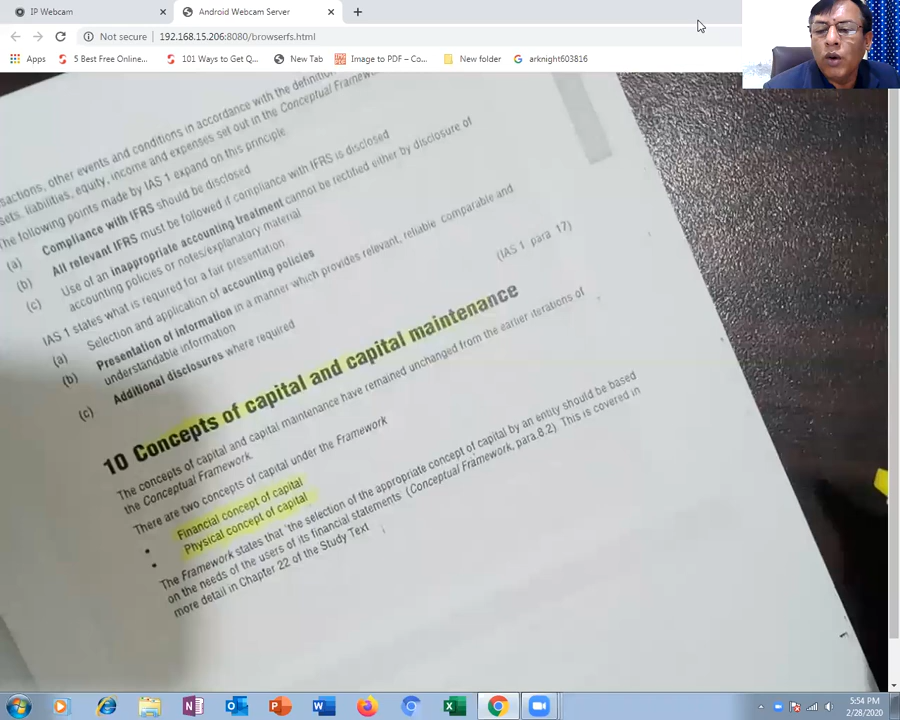 IP Webcam
Android Webcam Server
Not secure
192.168.15.206:8080/browserfs.html
Apps
5 Best Free Online...
101 Ways to Get Q...
New Tab
Image to PDF – Co...
New folder
arknight603816
sactions, other events and conditions in accordance with the definition
sets, liabilities, equity, income and expenses set out in the Conceptual Framew
The following points made by IAS 1 expand on this principle
(a) Compliance with IFRS should be disclosed
(b) All relevant IFRS must be followed if compliance with IFRS is disclosed
(c) Use of an inappropriate accounting treatment cannot be rectified either by disclosure of
accounting policies or notes/explanatory material
IAS 1 states what is required for a fair presentation
(a) Selection and application of accounting policies
(b) Presentation of information in a manner which provides relevant, reliable comparable and
understandable information
(c) Additional disclosures where required
(IAS 1 para 17)
10 Concepts of capital and capital maintenance
The concepts of capital and capital maintenance have remained unchanged from the earlier iterations of
the Conceptual Framework.
There are two concepts of capital under the Framework
• Financial concept of capital
• Physical concept of capital
The Framework states that 'the selection of the appropriate concept of capital by an entity should be based
on the needs of the users of its financial statements (Conceptual Framework, para.8.2) This is covered in
more detail in Chapter 22 of the Study Text
5:54 PM
2/28/2020